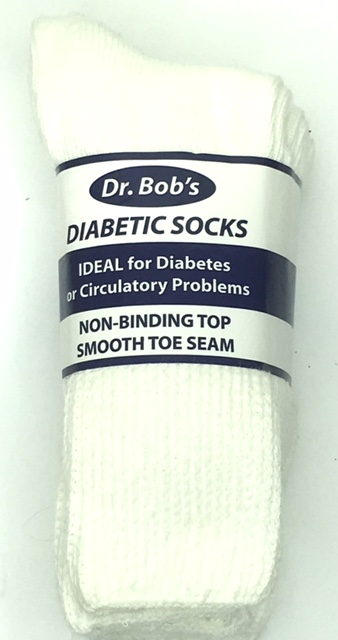 Dr. Bob's
DIABETIC SOCKS
IDEAL for Diabetes
or Circulatory Problems
NON-BINDING TOP
SMOOTH TOE SEAM